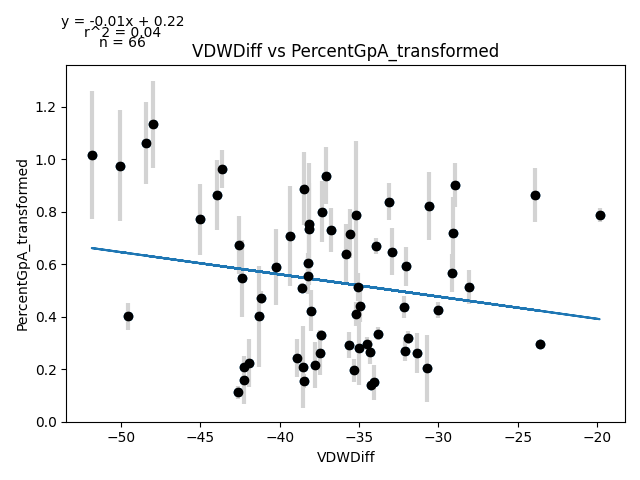 y = -0.01x + 0.22
r^2 = 0.04
n = 66
VDWDiff vs PercentGpA_transformed
1.2
1.0
0.8
0.6
0.4
0.2
0.0
PercentGpA_transformed
−50
−45
−40
−35
−30
−25
−20
VDWDiff